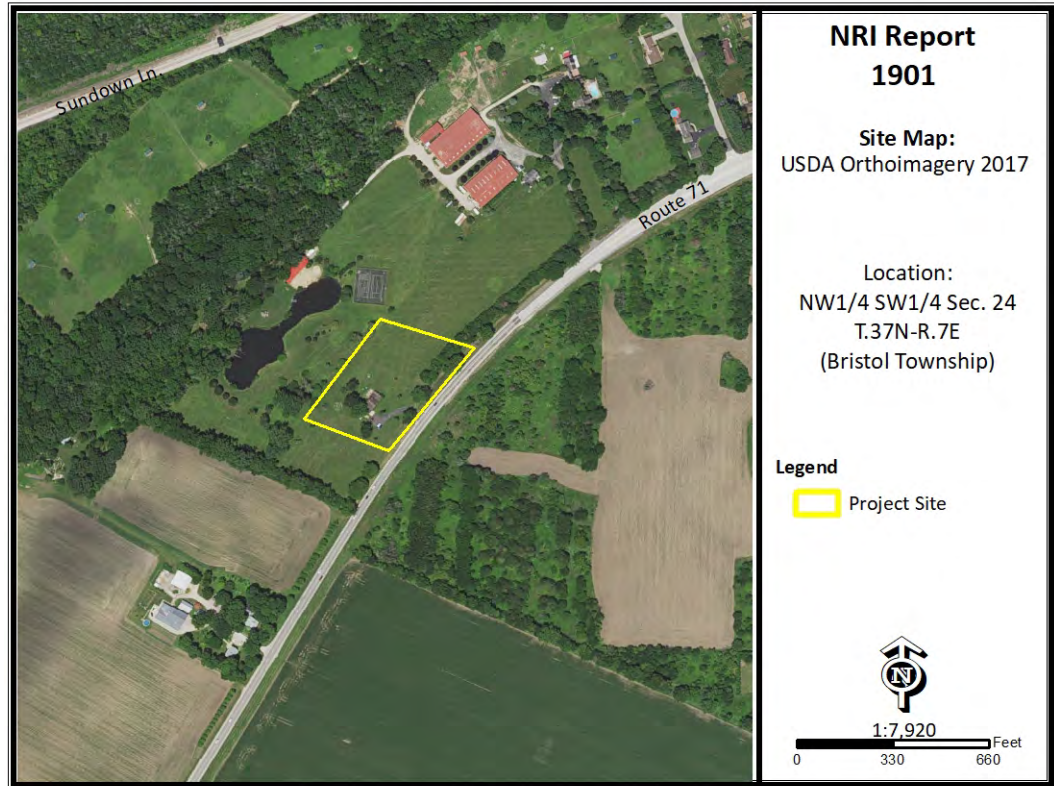 Sundown Ln.
Route 71
NRI Report
1901
Site Map:
USDA Orthoimagery 2017
Location:
NW1/4 SW1/4 Sec. 24
T.37N-R.7E
(Bristol Township)
Legend
Project Site
N
1:7,920
Feet
0 330 660